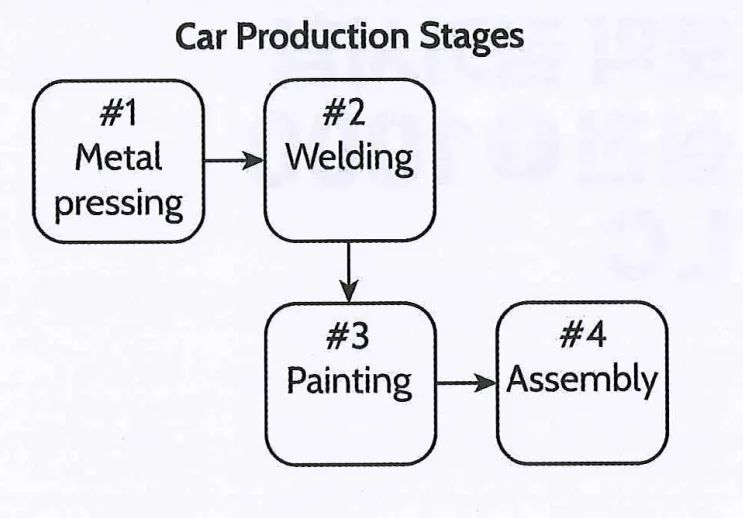 Car Production Stages
#1
Metal
pressing
#2
Welding
#3
Painting
#4
Assembly